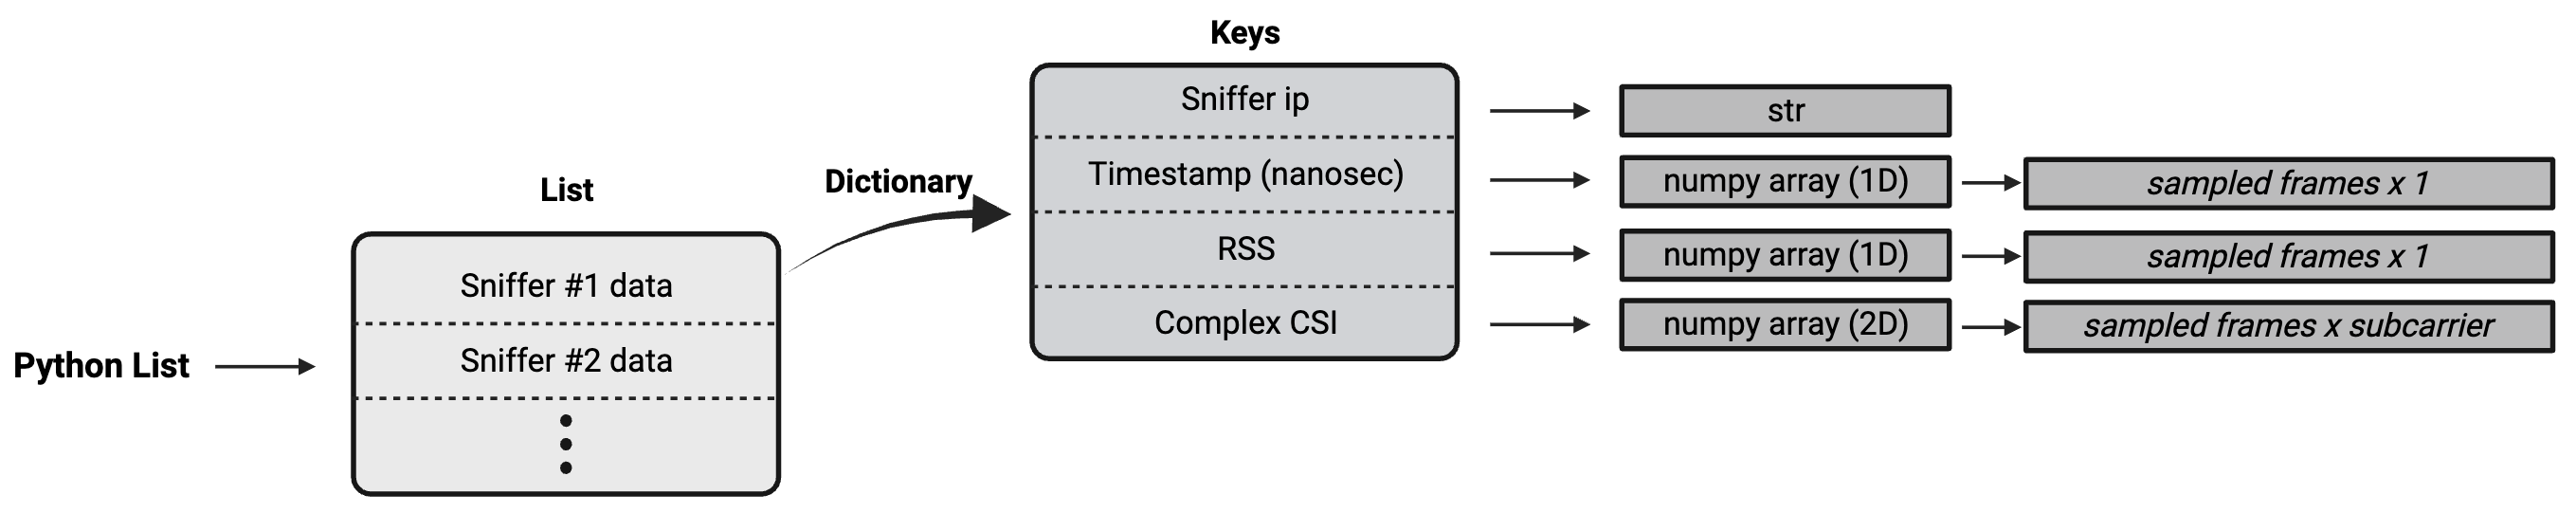 Python List
List
Sniffer #1 data
Sniffer #2 data
Dictionary
Keys
Sniffer ip
Timestamp (nanosec)
RSS
Complex CSI
str
numpy array (1D)
sampled frames x 1
numpy array (1D)
sampled frames x 1
numpy array (2D)
sampled frames x subcarrier